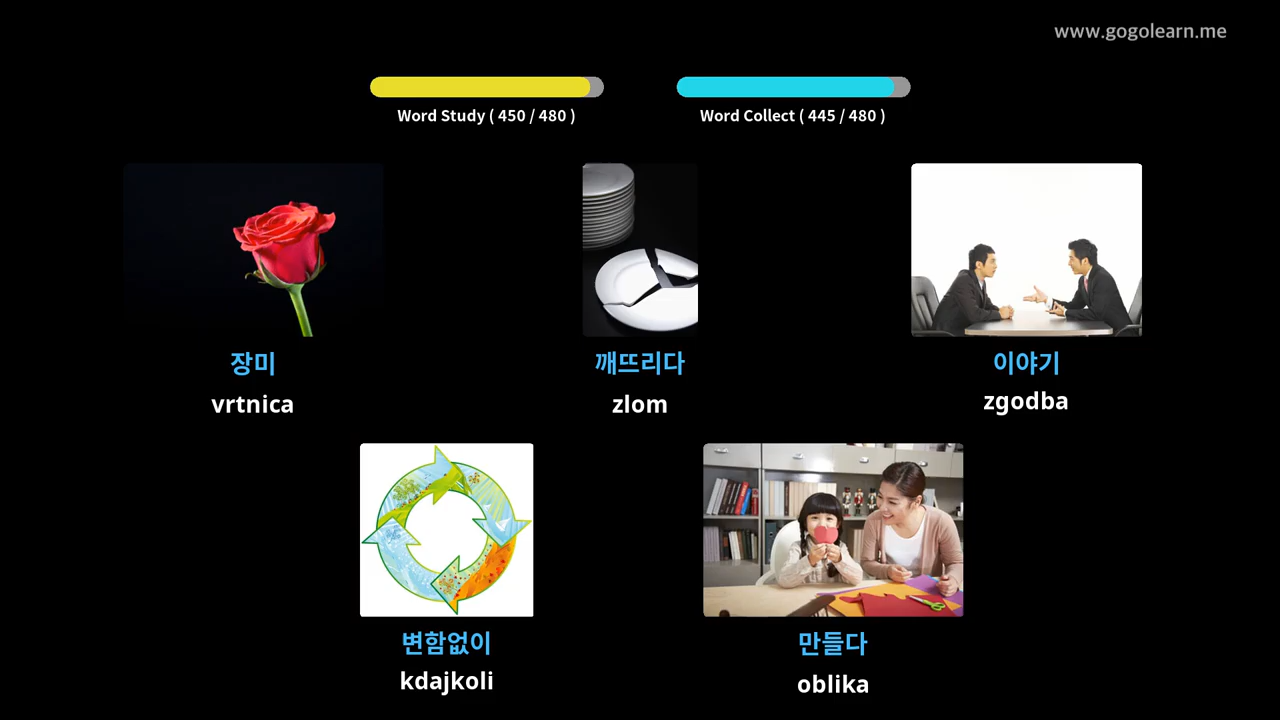 www.gogolearn.me
Word Study ( 450 / 480 )
Word Collect ( 445 / 480 )
장미
깨뜨리다
이야기
vrtnica
zlom
zgodba
변함없이
만들다
kdajkoli
oblika